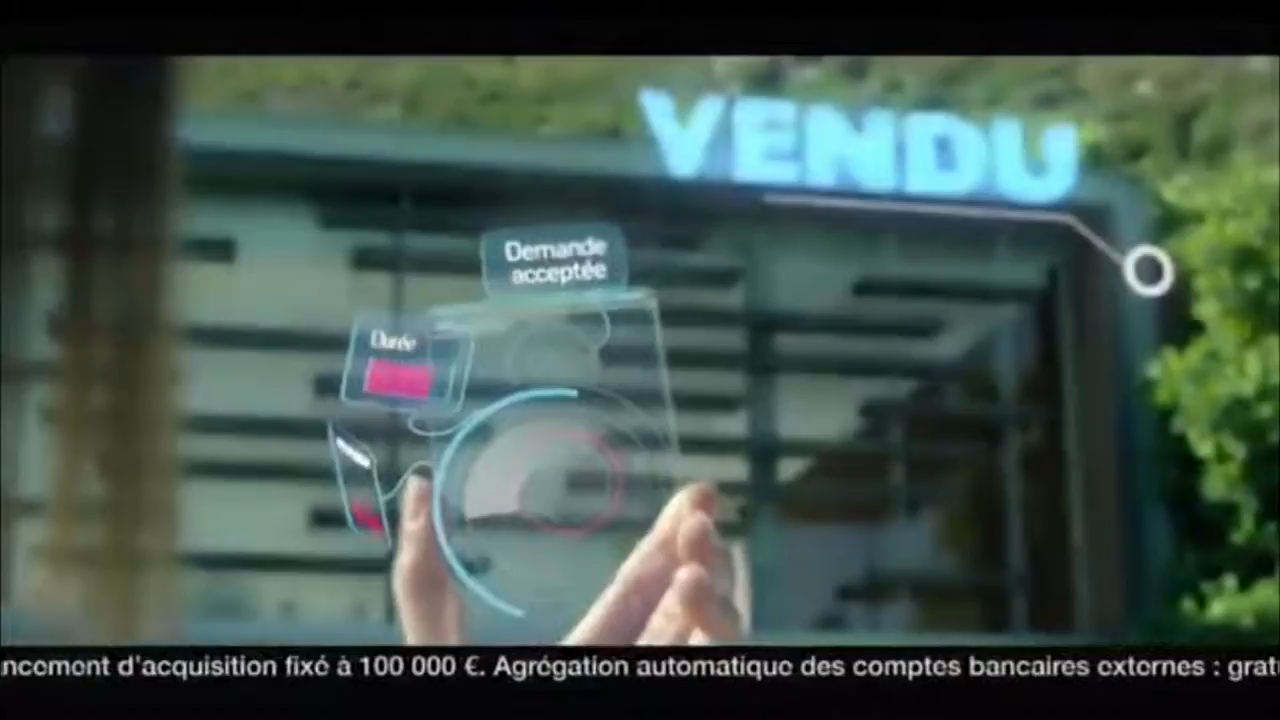 VENDU
Demande
acceptée
Durée
ncement d'acquisition fixé à 100 000 €. Agrégation automatique des comptes bancaires externes : grat